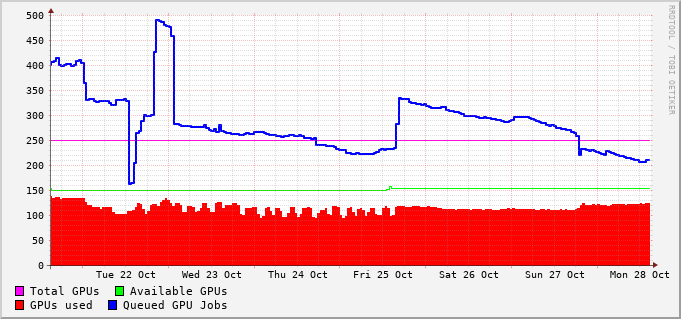 500
450
400
350
300
250
200
150
100
50
0
Tue 22 Oct Wed 23 Oct Thu 24 Oct Fri 25 Oct Sat 26 Oct Sun 27 Oct Mon 28 Oct
Total GPUs Available GPUs
GPUs used Queued GPU Jobs
RRDTOOL / TOBI OETIKER